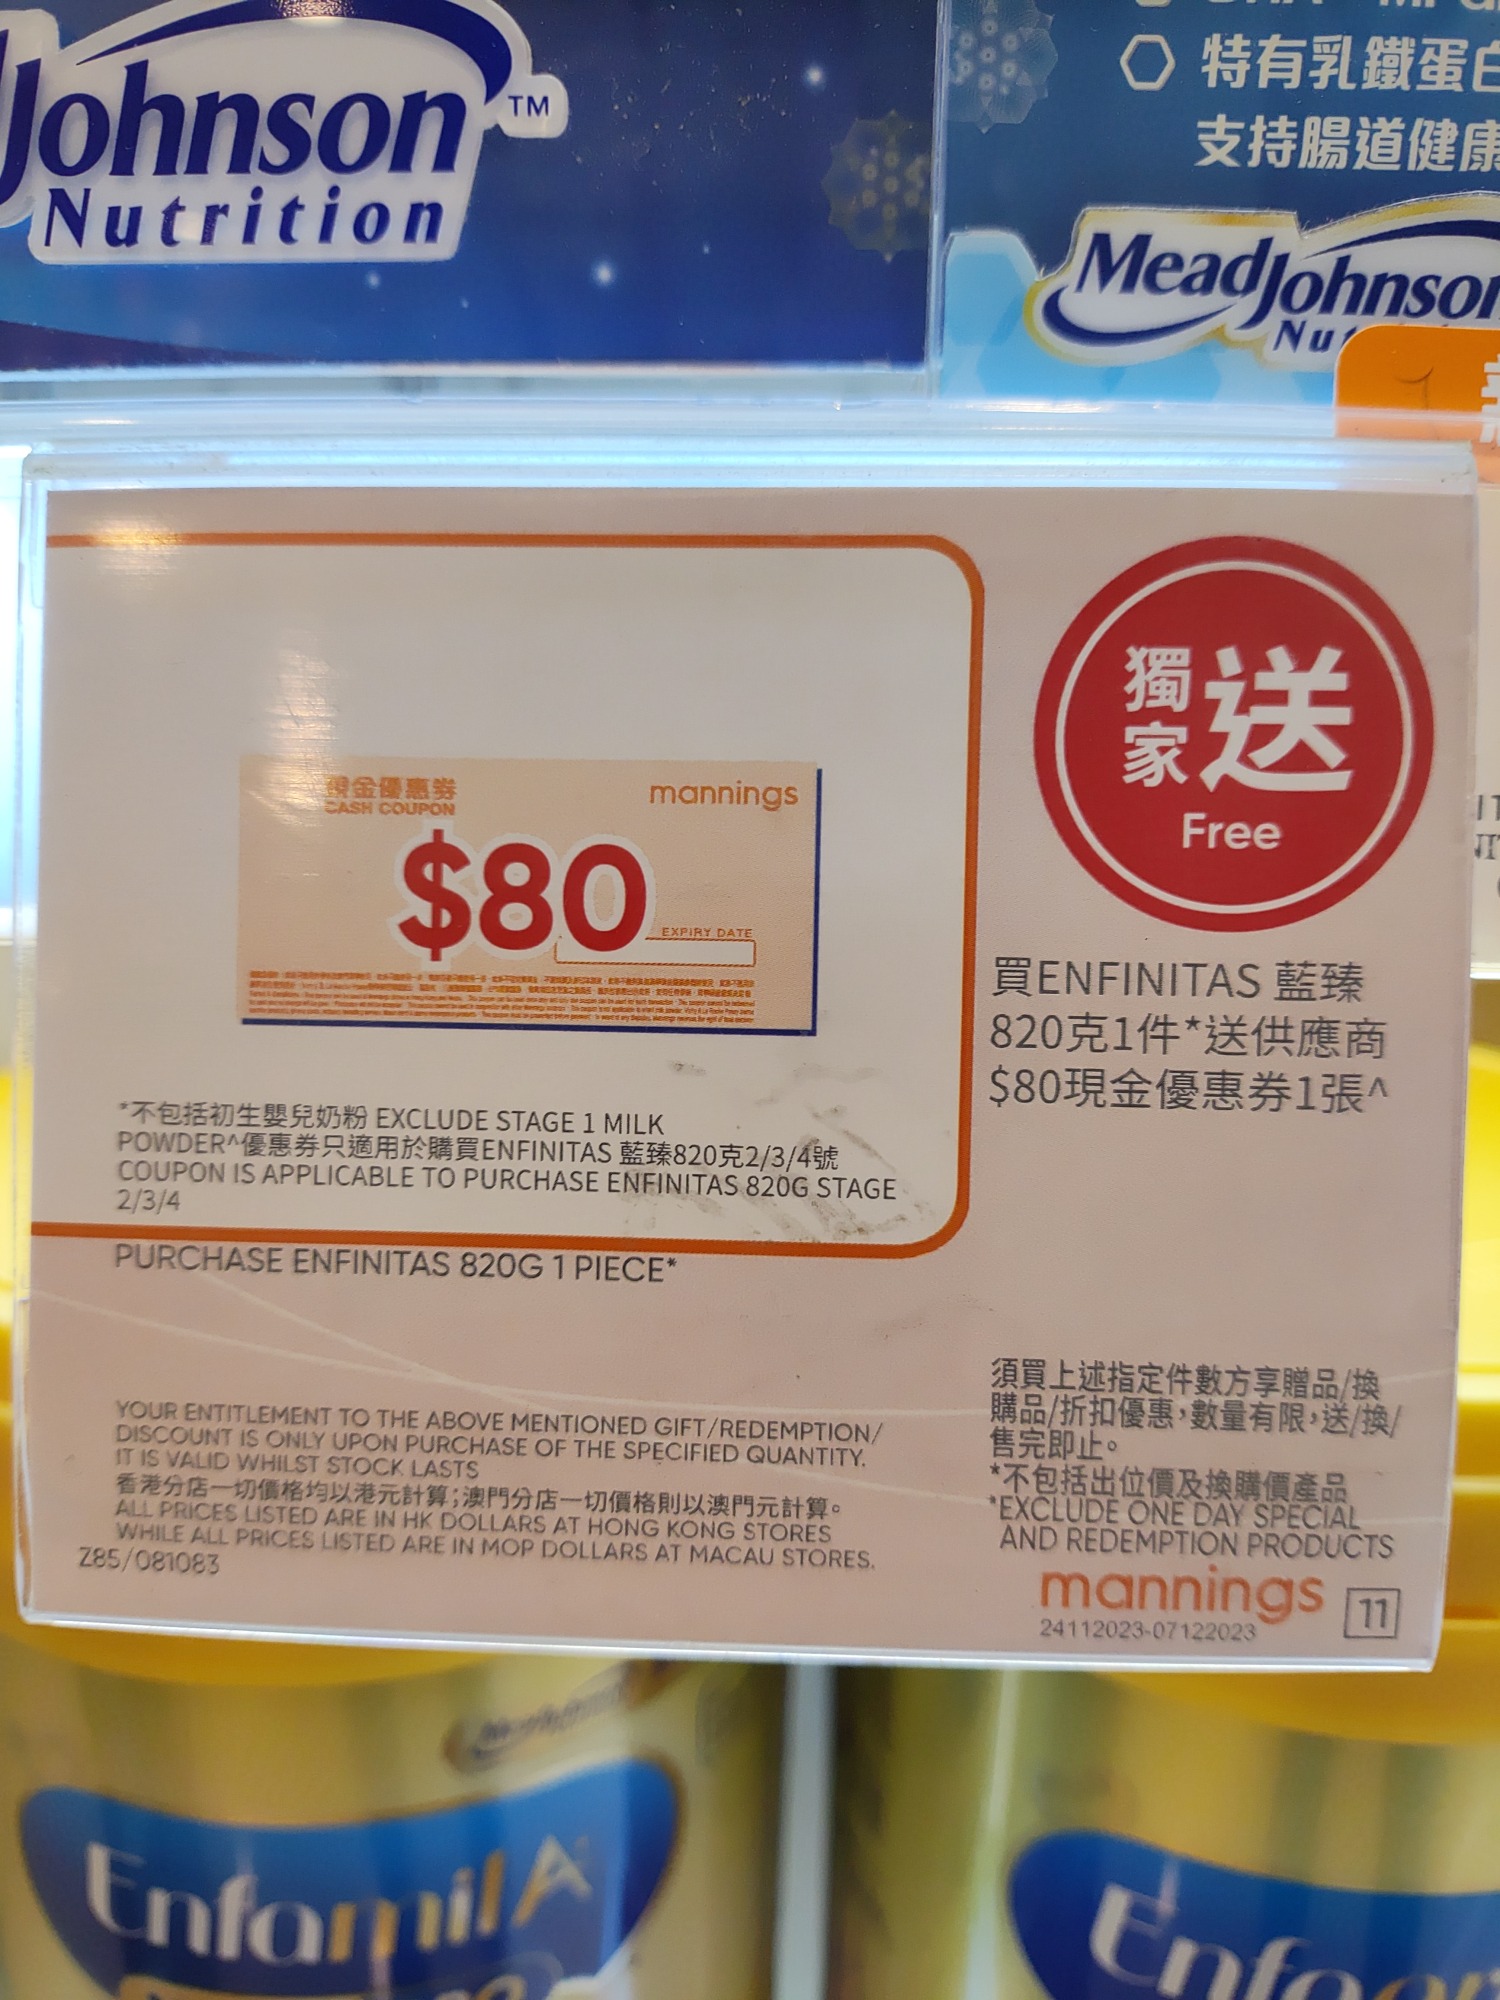 Johnson™
Nutrition
特有乳鐵蛋白
支持腸道健康
MeadJohnson
獨家送
Free
現金優惠券
CASH COUPON
mannings
$80
EXPIRY DATE
買ENFINITAS 藍臻
820克1件*送供應商
$80現金優惠券1張^
*不包括初生嬰兒奶粉 EXCLUDE STAGE 1 MILK
POWDER^優惠券只適用於購買ENFINITAS 藍臻820克2/3/4號
COUPON IS APPLICABLE TO PURCHASE ENFINITAS 820G STAGE
2/3/4
PURCHASE ENFINITAS 820G 1 PIECE*
YOUR ENTITLEMENT TO THE ABOVE MENTIONED GIFT/REDEMPTION/
DISCOUNT IS ONLY UPON PURCHASE OF THE SPECIFIED QUANTITY.
IT IS VALID WHILST STOCK LASTS
香港分店一切價格均以港元計算;澳門分店一切價格則以澳門元計算。
ALL PRICES LISTED ARE IN HK DOLLARS AT HONG KONG STORES
WHILE ALL PRICES LISTED ARE IN MOP DOLLARS AT MACAU STORES.
Z85/081083
須買上述指定件數方享贈品/換
購品/折扣優惠,數量有限,送/換/
售完即止。
*不包括出位價及換購價產品
*EXCLUDE ONE DAY SPECIAL
AND REDEMPTION PRODUCTS
mannings
24112023-07122023
11
Enfamil A